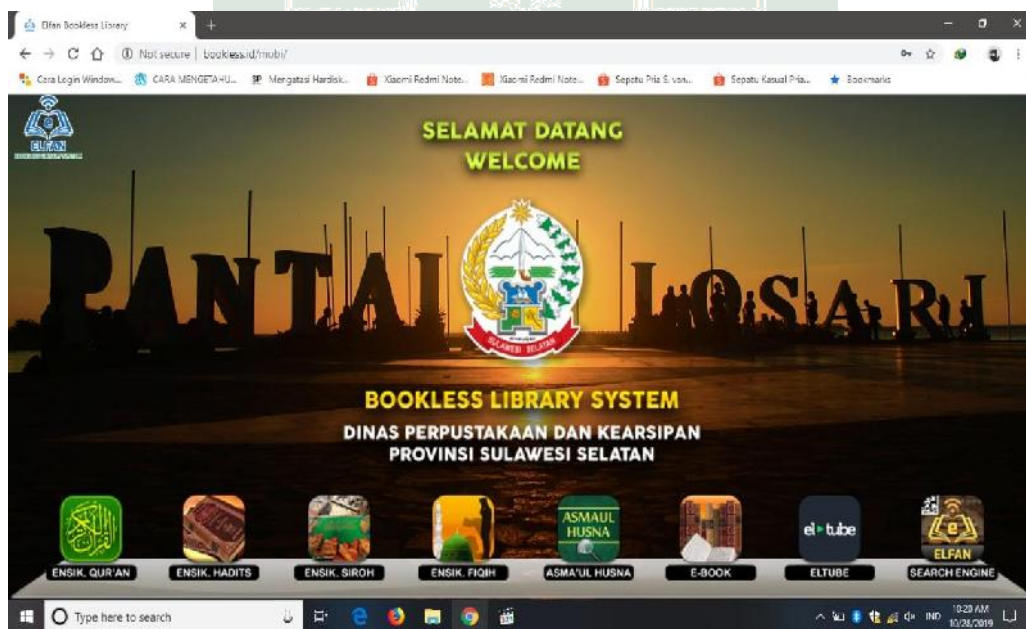 Elfan Bookless Library
Not secure | bookless.id/mobi/
Cara Login Window...
CARA MENGETAHU...
Mengatasi Hardisk...
Xiaomi Redmi Note...
Xiaomi Redmi Note...
Sepatu Pria S. van...
Sepatu Kasual Pria...
Bookmarks
ELFAN
SELAMAT DATANG
WELCOME
PANTAI LOSARI
SULAWESI SELATAN
BOOKLESS LIBRARY SYSTEM
DINAS PERPUSTAKAAN DAN KEARSIPAN
PROVINSI SULAWESI SELATAN
ASMAUL
HUSNA
el tube
ELFAN
ENSIK. QUR'AN
ENSIK. HADITS
ENSIK. SIROH
ENSIK. FIQIH
ASMA'UL HUSNA
E-BOOK
ELTUBE
SEARCH ENGINE
Type here to search
IND
10:20 AM
10/28/2019